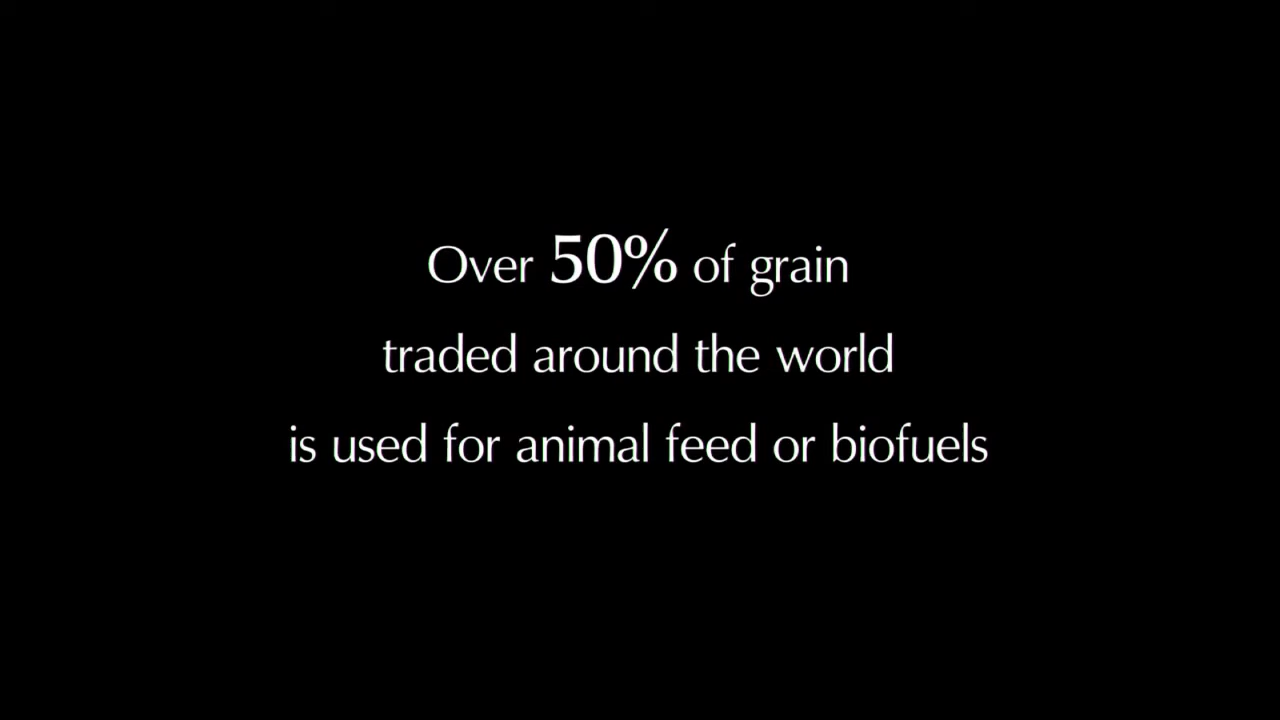 Over 50% of grain
traded around the world
is used for animal feed or biofuels